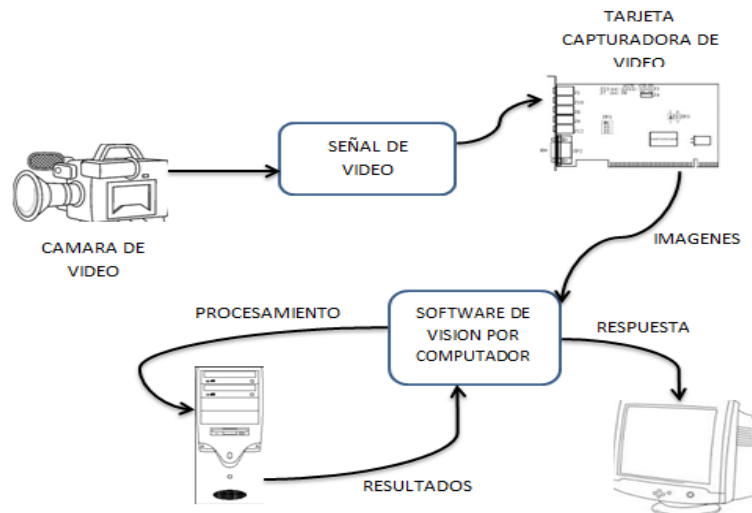 TARJETA
CAPTURADORA DE
VIDEO
SEÑAL DE
VIDEO
CAMARA DE
VIDEO
IMAGENES
PROCESAMIENTO
SOFTWARE DE
VISION POR
COMPUTADOR
RESPUESTA
RESULTADOS